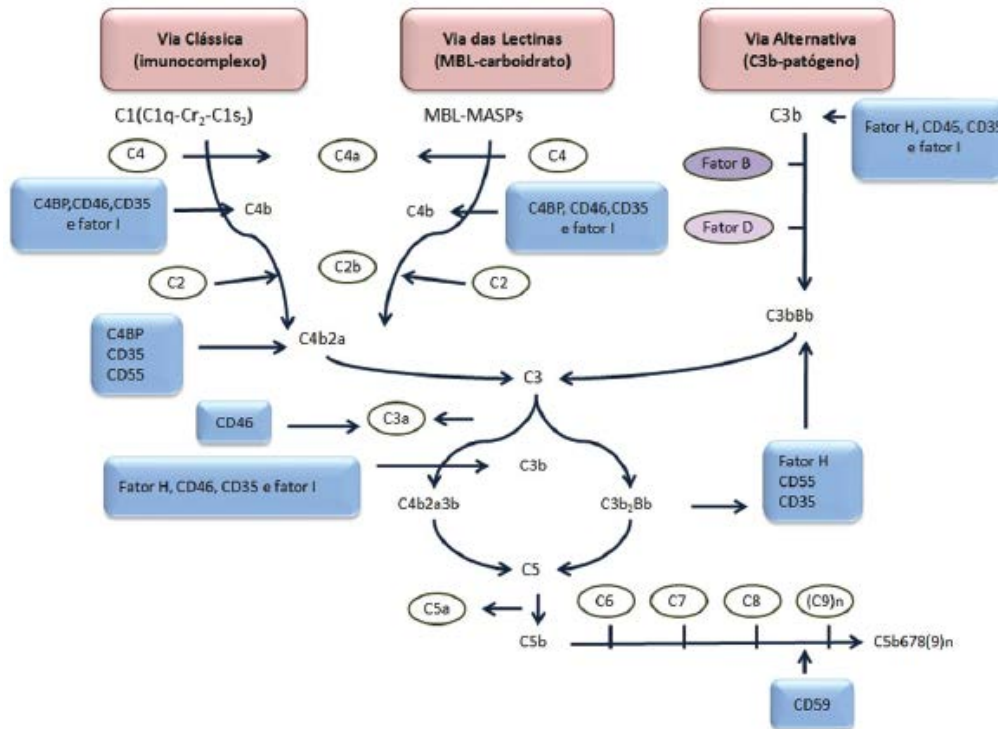 Via Clássica
(imunocomplexo)
Via das Lectinas
(MBL-carboidrato)
Via Alternativa
(C3b-patógeno)
C1(C1q-Cr₂-C1s₂)
MBL-MASPs
C3b
Fator H, CD45, CD35
e fator I
C4
C4a
C4
Fator B
C4BP,CD46,CD35
e fator I
C4b
C4b
C4BP, CD46,CD35
e fator I
Fator D
C2
C2b
C2
C4BP
CD35
CD55
C4b2a
C3bBb
C3
CD46
C3a
Fator H, CD46, CD35 e fator I
C3b
Fator H
CD55
CD35
C4b2a3b
C3b₂Bb
C5
C5a
C6
C7
C8
(C9)n
C5b
C5b678(9)n
CD59